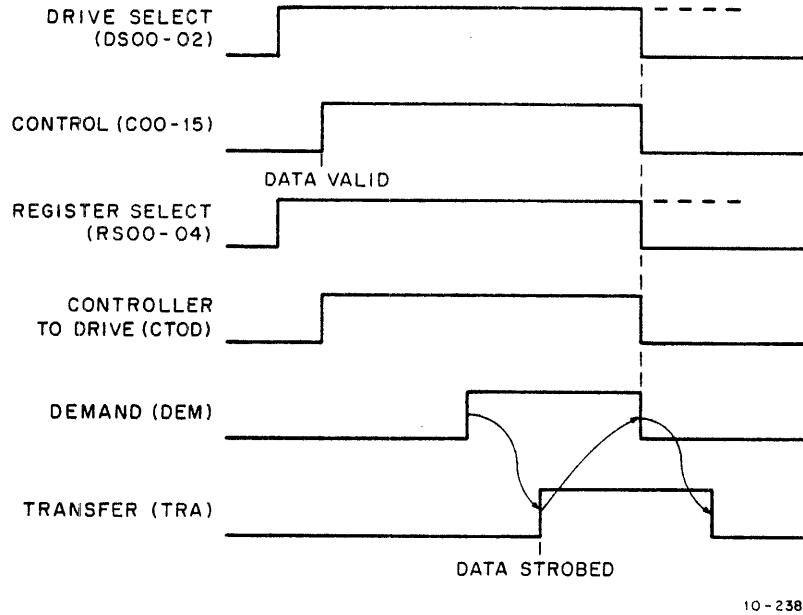 DRIVE SELECT
(DS00-02)
CONTROL (C00-15)
DATA VALID
REGISTER SELECT
(RS00-04)
CONTROLLER
TO DRIVE (CTOD)
DEMAND (DEM)
TRANSFER (TRA)
DATA STROBED
10-238